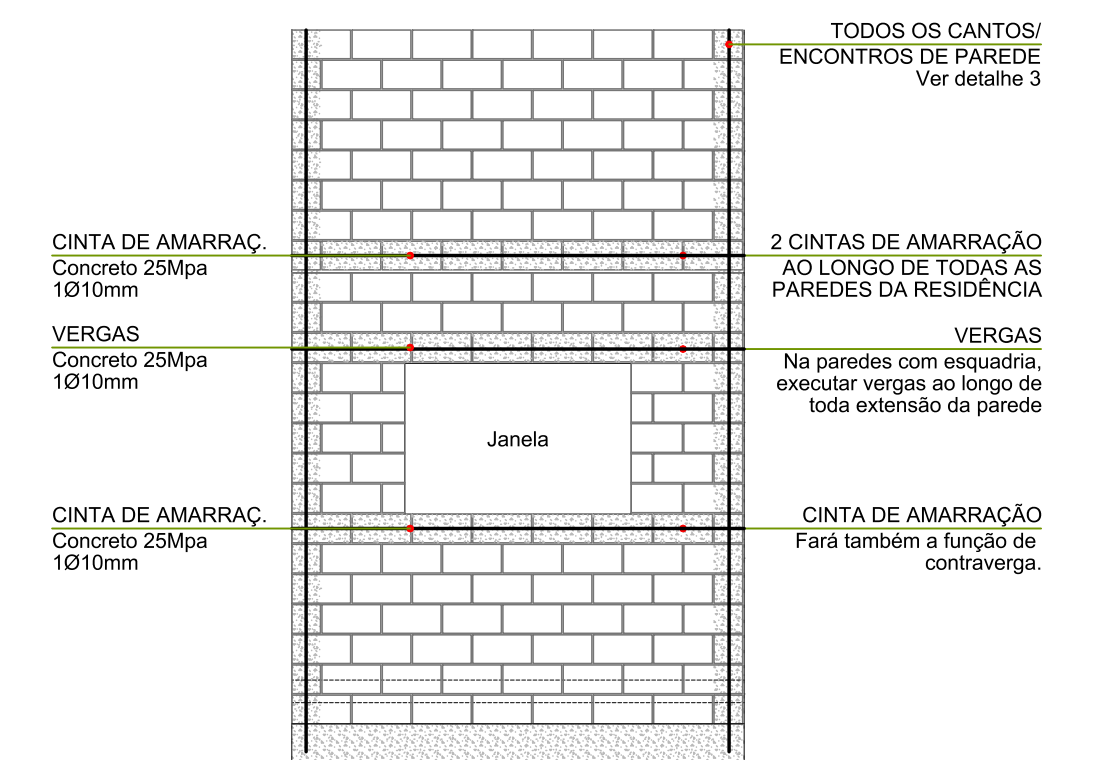 TODOS OS CANTOS/
ENCONTROS DE PAREDE
Ver detalhe 3
CINTA DE AMARRAÇ.
Concreto 25Mpa
1Ø10mm
2 CINTAS DE AMARRAÇÃO
AO LONGO DE TODAS AS
PAREDES DA RESIDÊNCIA
VERGAS
Concreto 25Mpa
1Ø10mm
VERGAS
Na paredes com esquadria,
executar vergas ao longo de
toda extensão da parede
Janela
CINTA DE AMARRAÇ.
Concreto 25Mpa
1Ø10mm
CINTA DE AMARRAÇÃO
Fará também a função de
contraverga.